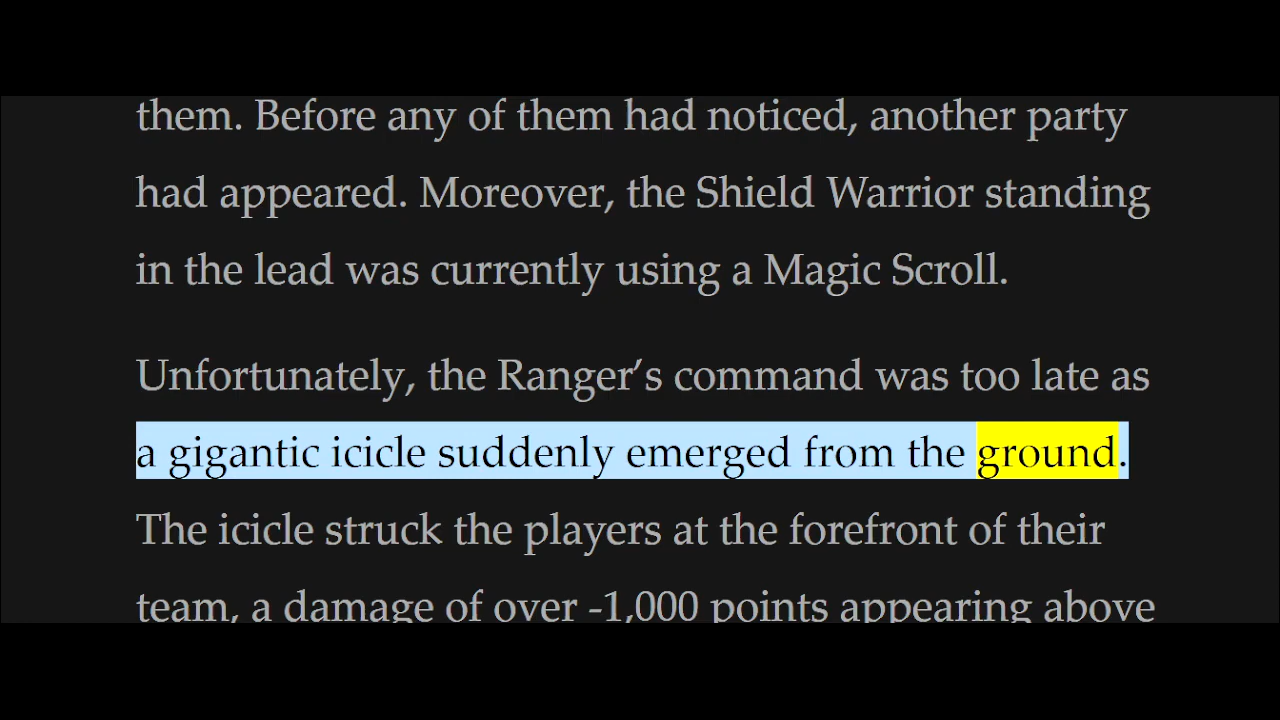 them. Before any of them had noticed, another party
had appeared. Moreover, the Shield Warrior standing
in the lead was currently using a Magic Scroll.
Unfortunately, the Ranger’s command was too late as
a gigantic icicle suddenly emerged from the ground.
The icicle struck the players at the forefront of their
team, a damage of over -1,000 points appearing above